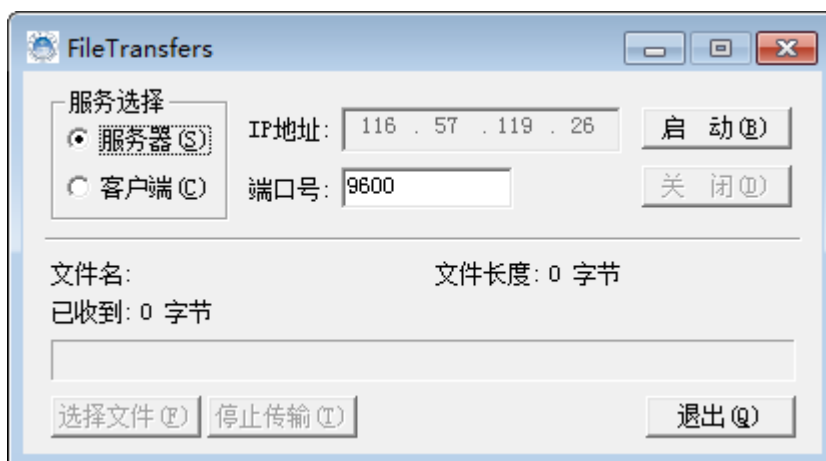 FileTransfers
服务选择
服务器(S) IP地址: 116 . 57 . 119 . 26 启 动(B)
客户端(C) 端口号: 9600 关 闭(D)
文件名: 文件长度: 0 字节
已收到: 0 字节
选择文件(F) 停止传输(T) 退出(Q)